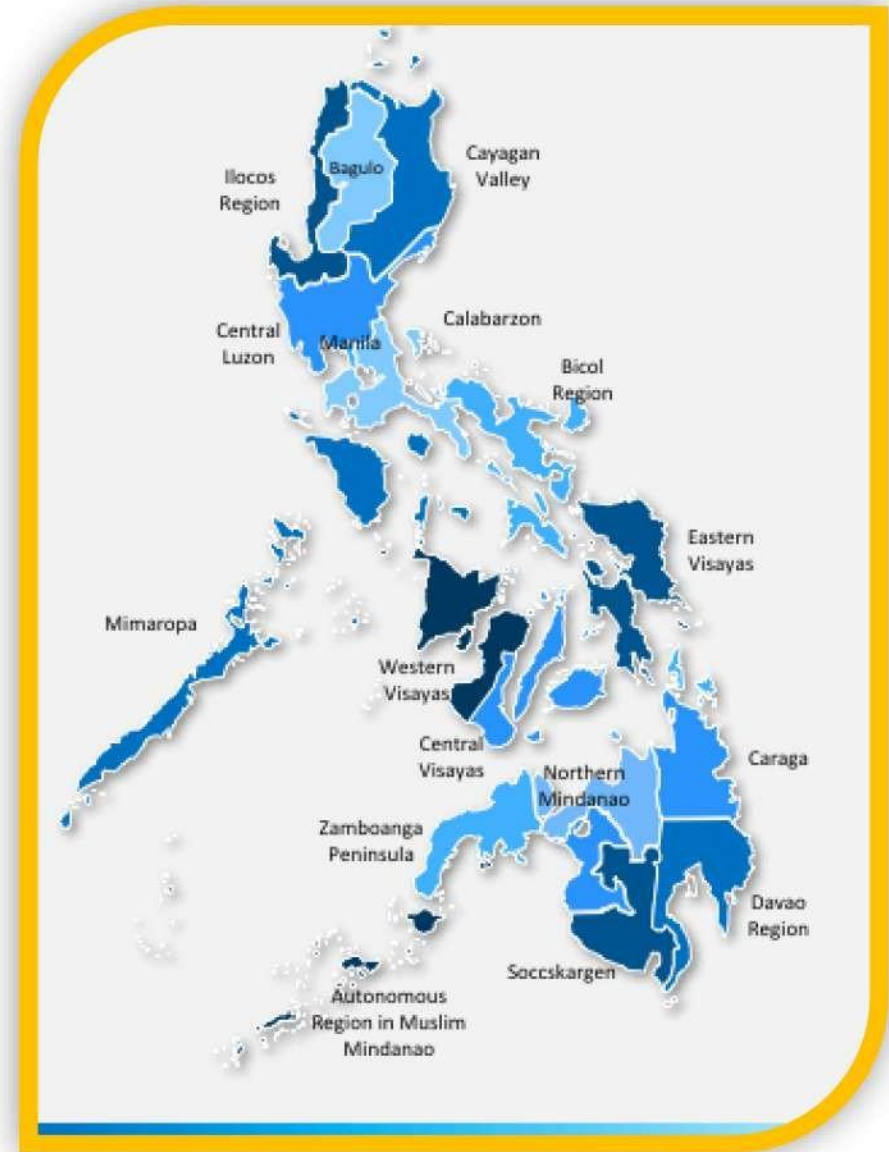 Bagulo
Cayagan
Valley
Ilocos
Region
Calabarzon
Central
Luzon
Manila
Bicol
Region
Eastern
Visayas
Mimaropa
Western
Visayas
Central
Visayas
Northern
Mindanao
Caraga
Zamboanga
Peninsula
Davao
Region
Soccskargen
Autonomous
Region in Muslim
Mindanao